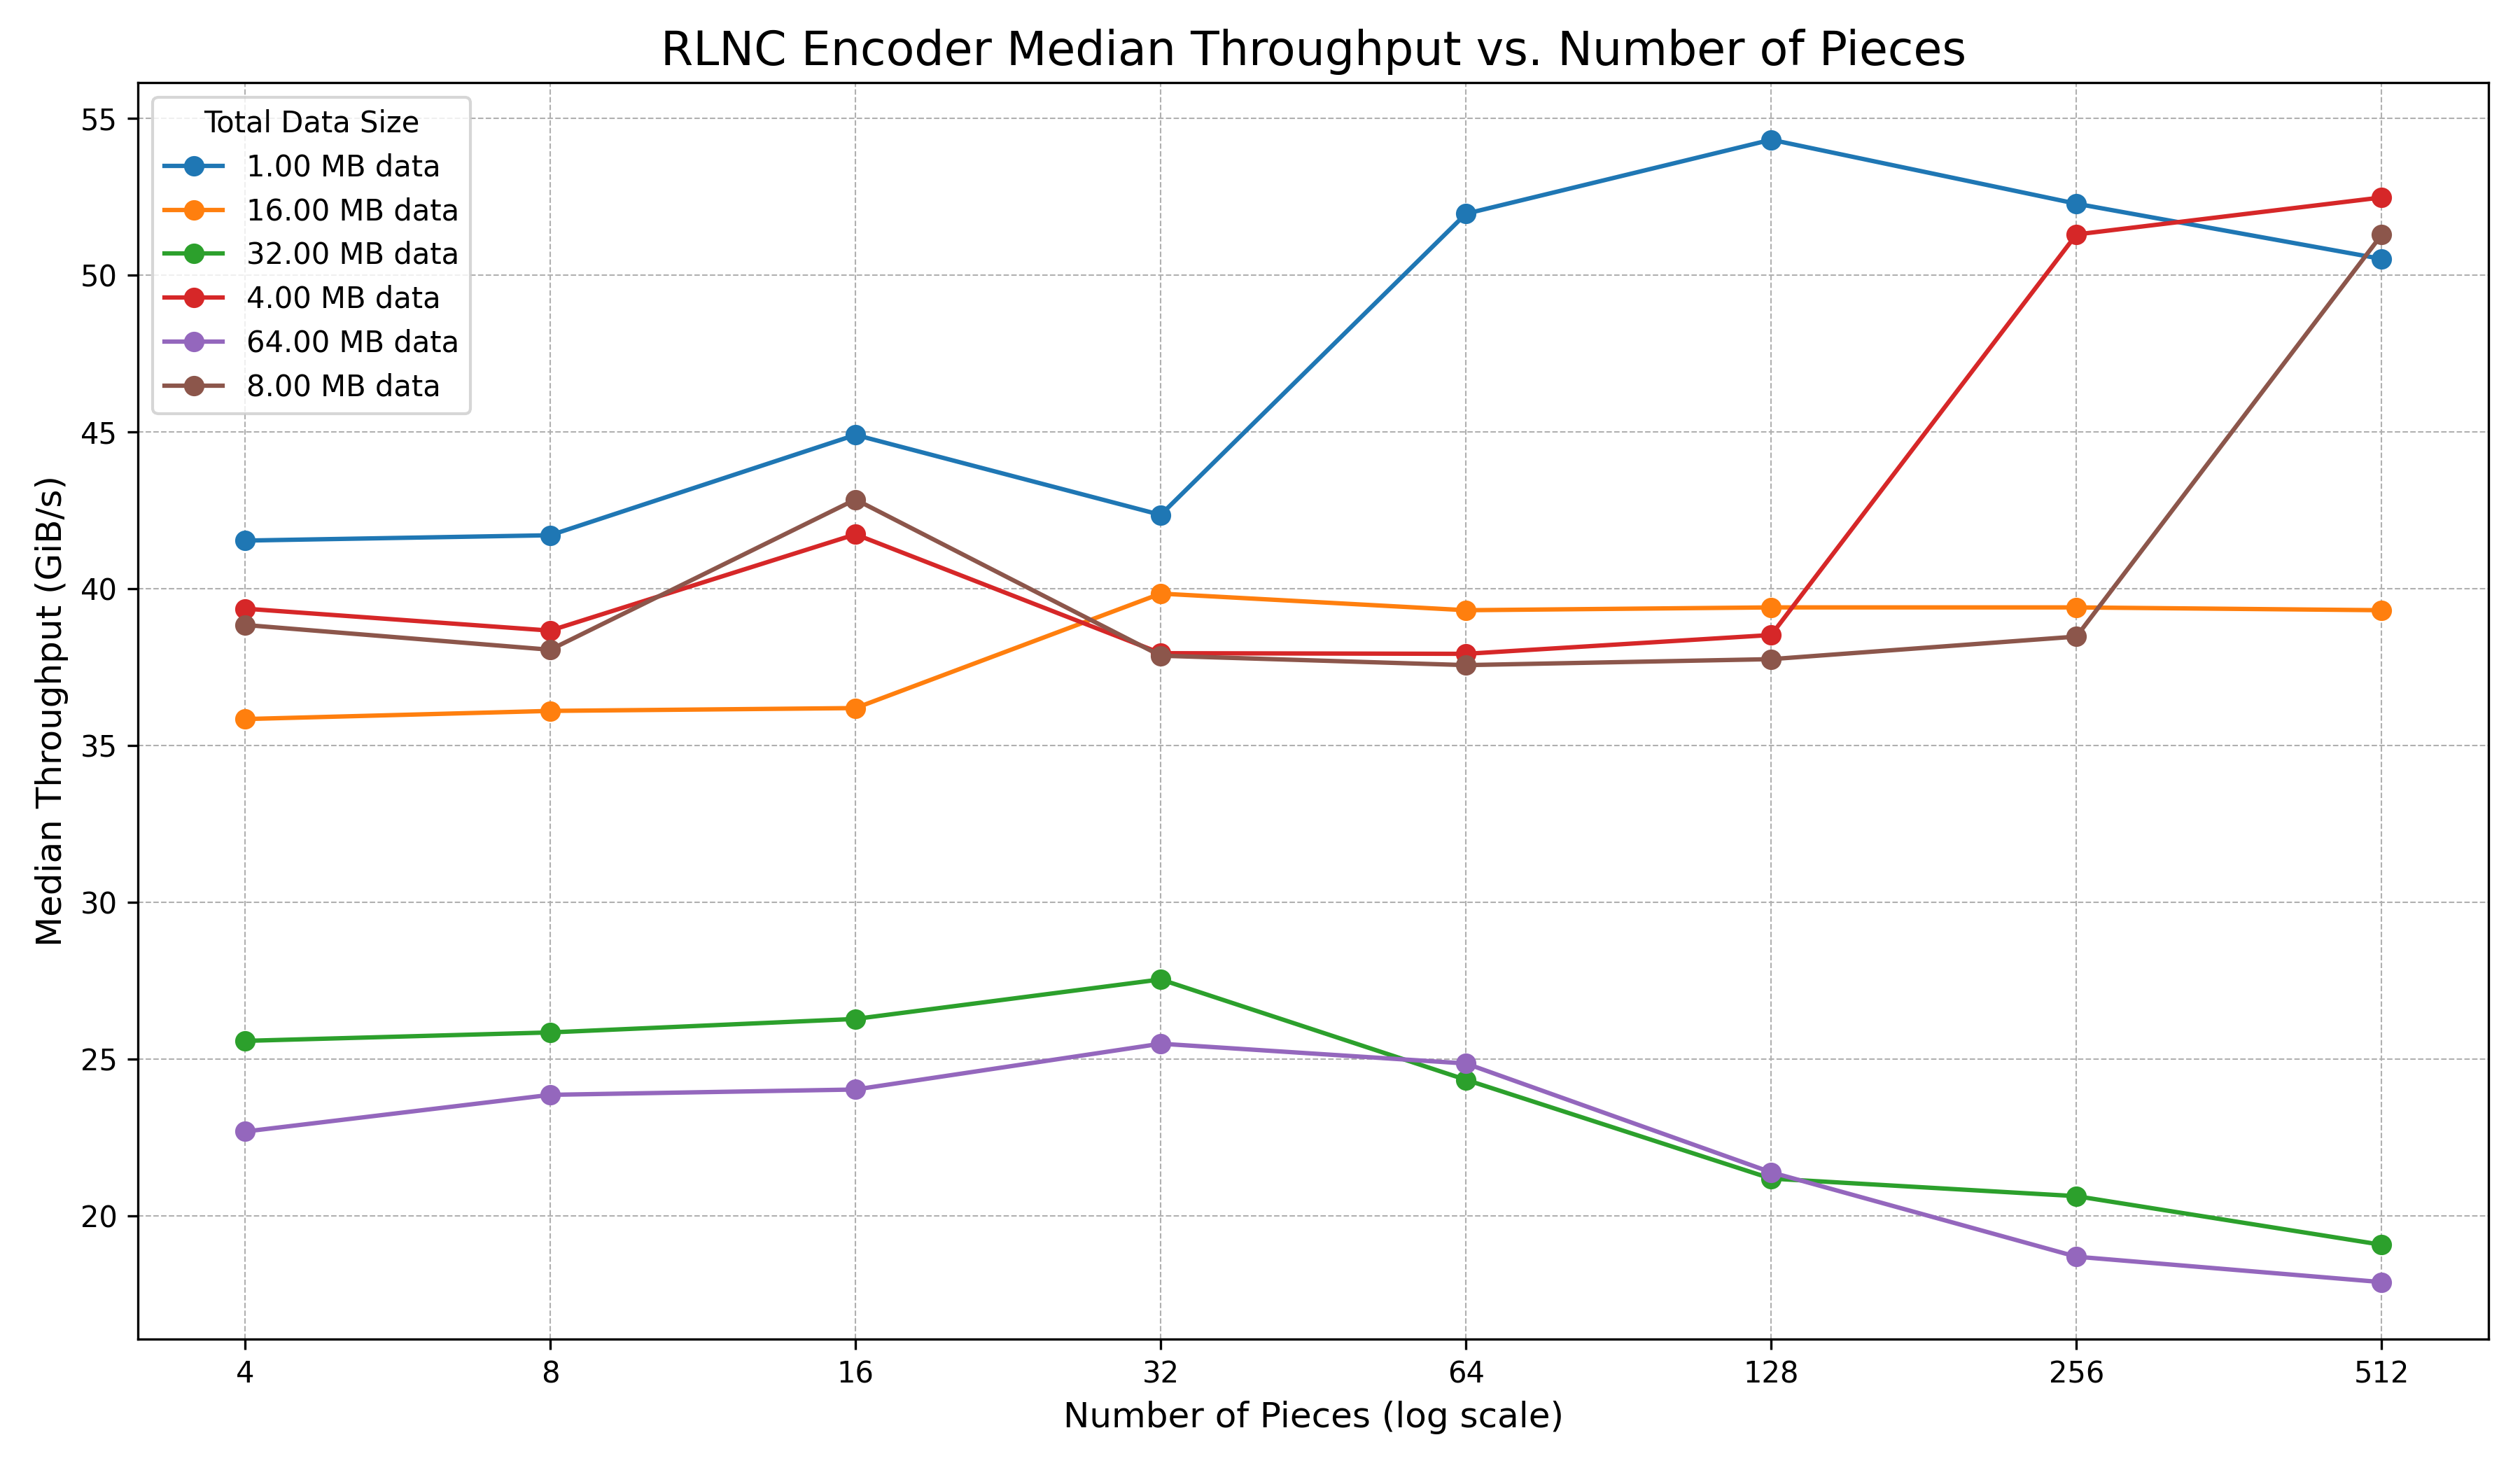 RLNC Encoder Median Throughput vs. Number of Pieces
Total Data Size
1.00 MB data
16.00 MB data
32.00 MB data
4.00 MB data
64.00 MB data
8.00 MB data
Median Throughput (GiB/s)
55
50
45
40
35
30
25
20
4 8 16 32 64 128 256 512
Number of Pieces (log scale)